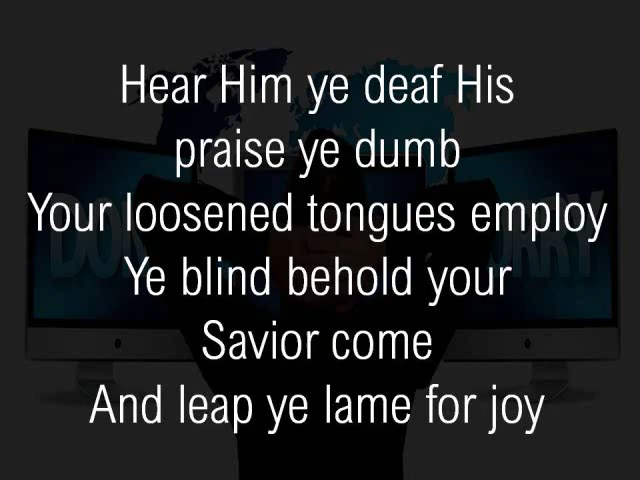 Hear Him ye deaf His
praise ye dumb
Your loosened tongues employ
Ye blind behold your
Savior come
And leap ye lame for joy